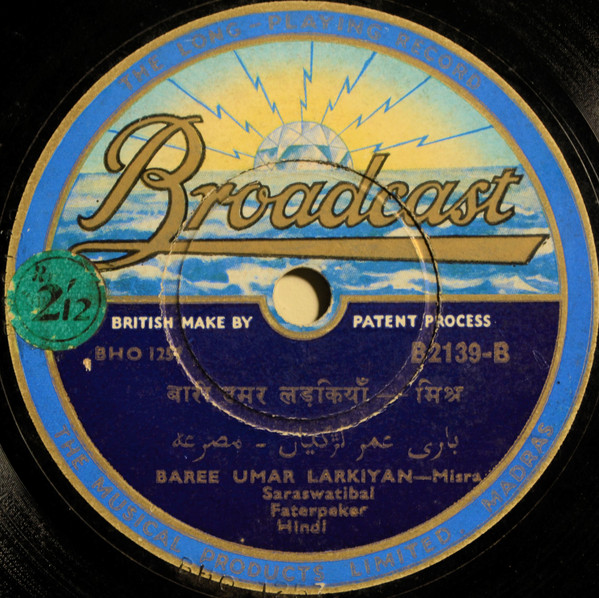 THE LONG-PLAYING RECORD
Broadcast
R 2/12
BRITISH MAKE BY PATENT PROCESS
BHO 125 B2139-B
बारी उमर लड़कियाँ — मिश्र
باری عمر لڑکیاں - مصرعہ
BAREE UMAR LARKIYAN—Misra
Saraswatibai
Faterpeker
Hindi
THE MUSICAL PRODUCTS LIMITED, MADRAS